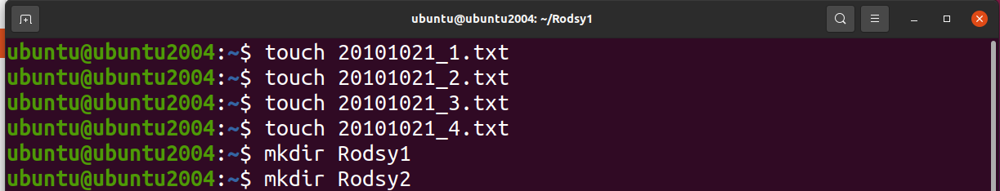 ubuntu@ubuntu2004: ~/Rodsy1
ubuntu@ubuntu2004:~$ touch 20101021_1.txt
ubuntu@ubuntu2004:~$ touch 20101021_2.txt
ubuntu@ubuntu2004:~$ touch 20101021_3.txt
ubuntu@ubuntu2004:~$ touch 20101021_4.txt
ubuntu@ubuntu2004:~$ mkdir Rodsy1
ubuntu@ubuntu2004:~$ mkdir Rodsy2